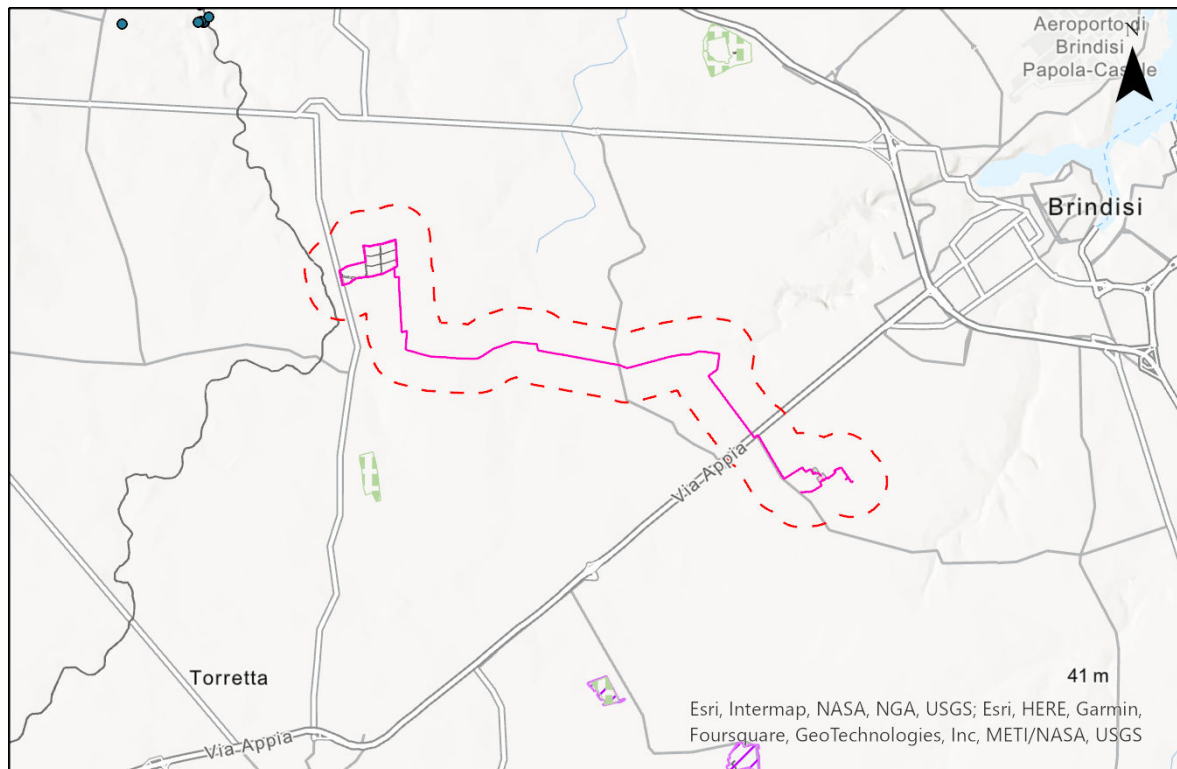 Aeroporto di
Brindisi
Papola-Casale
N
Brindisi
Via Appia
Torretta
41 m
Via Appia
Esri, Intermap, NASA, NGA, USGS; Esri, HERE, Garmin,
Foursquare, GeoTechnologies, Inc, METI/NASA, USGS